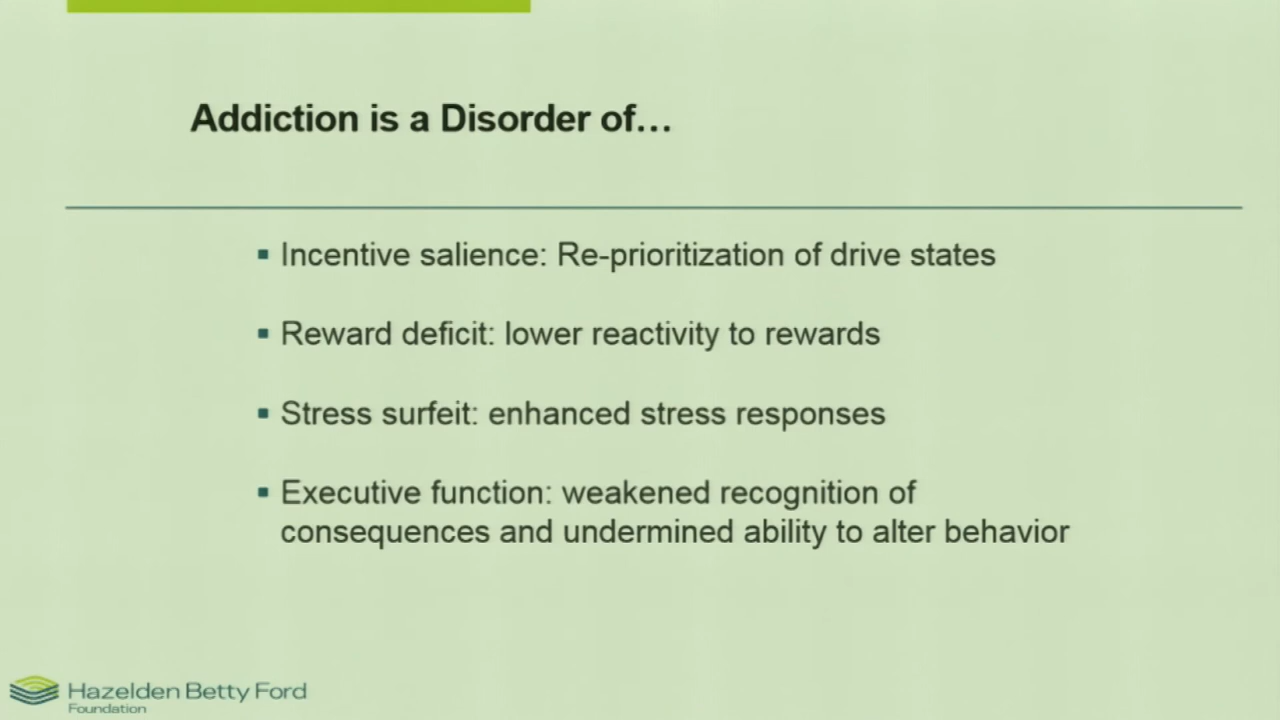 Addiction is a Disorder of…
▪ Incentive salience: Re-prioritization of drive states
▪ Reward deficit: lower reactivity to rewards
▪ Stress surfeit: enhanced stress responses
▪ Executive function: weakened recognition of
consequences and undermined ability to alter behavior
Hazelden Betty Ford
Foundation